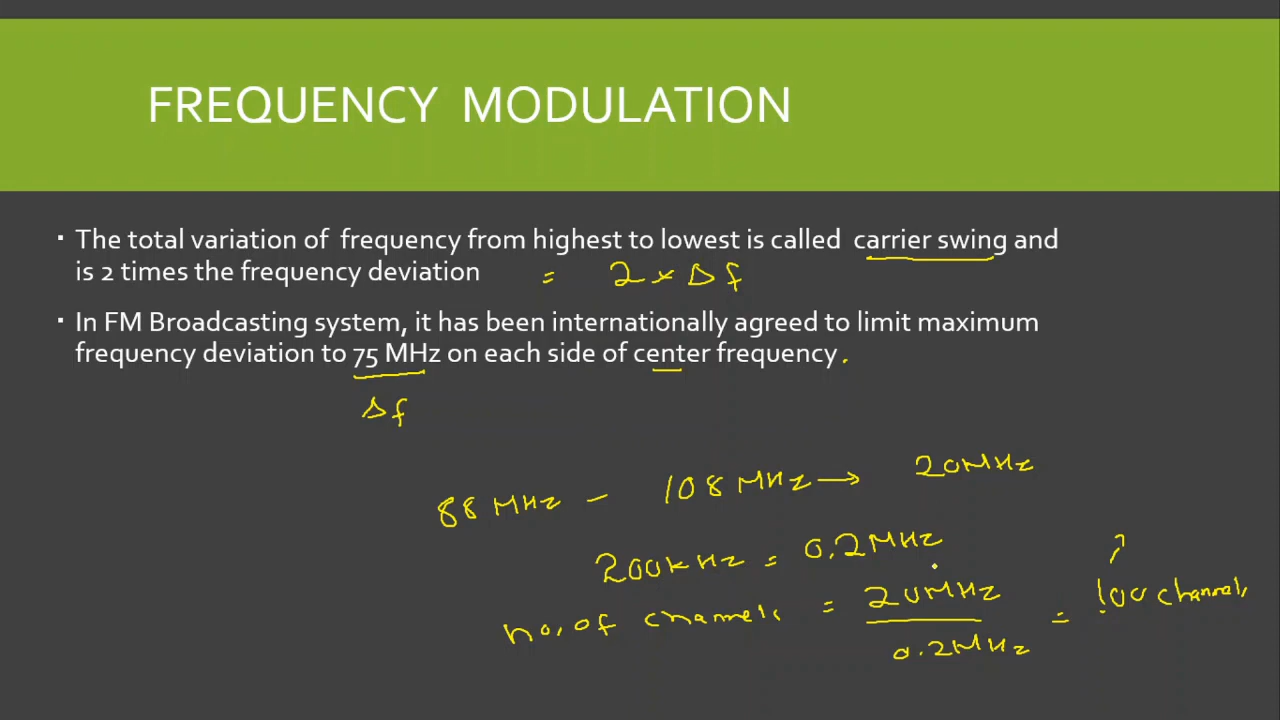 FREQUENCY MODULATION
▪ The total variation of frequency from highest to lowest is called carrier swing and
is 2 times the frequency deviation = 2 × Δf
▪ In FM Broadcasting system, it has been internationally agreed to limit maximum
frequency deviation to 75 MHz on each side of center frequency.
Δf
88 MHz - 108 MHz → 20MHz
200kHz = 0.2MHz
no. of channels = 20MHz / 0.2MHz = 100 channels